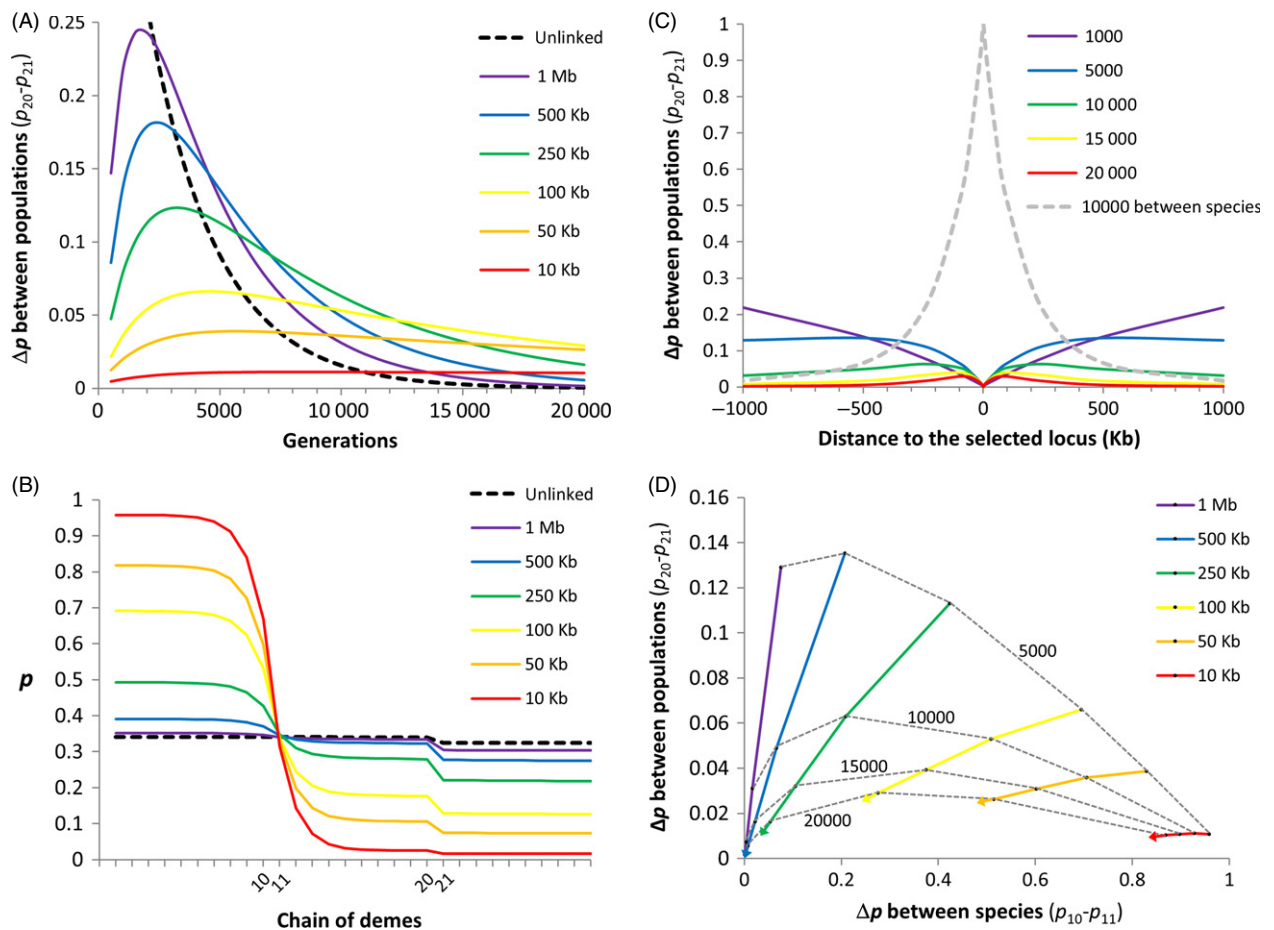 (A)
0.25
0.2
0.15
0.1
0.05
0
Δp between populations (p20-p21)
0 5000 10 000 15 000 20 000
Generations
Unlinked
1 Mb
500 Kb
250 Kb
100 Kb
50 Kb
10 Kb
(B)
1
0.9
0.8
0.7
0.6
0.5
0.4
0.3
0.2
0.1
0
p
10 11 20 21
Chain of demes
Unlinked
1 Mb
500 Kb
250 Kb
100 Kb
50 Kb
10 Kb
(C)
1
0.9
0.8
0.7
0.6
0.5
0.4
0.3
0.2
0.1
0
Δp between populations (p20-p21)
−1000 −500 0 500 1000
Distance to the selected locus (Kb)
1000
5000
10 000
15 000
20 000
10000 between species
(D)
0.16
0.14
0.12
0.1
0.08
0.06
0.04
0.02
0
Δp between populations (p20-p21)
0 0.2 0.4 0.6 0.8 1
Δp between species (p10-p11)
5000
10000
15000
20000
1 Mb
500 Kb
250 Kb
100 Kb
50 Kb
10 Kb